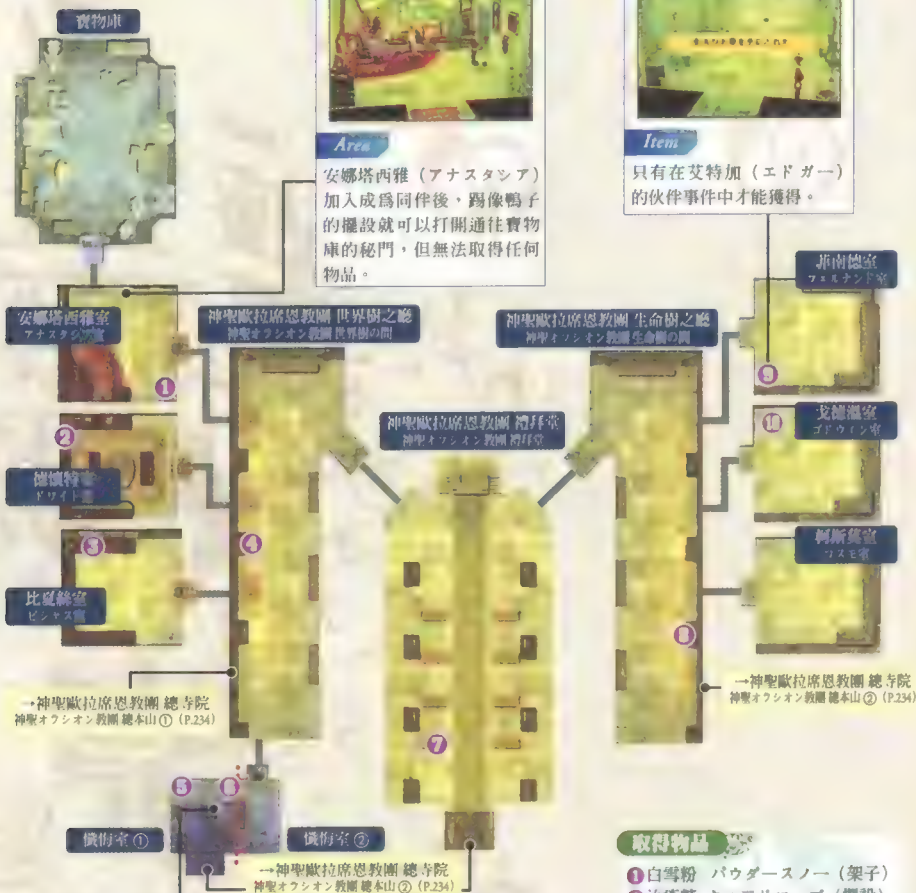 寶物庫
Area
安娜塔西雅（アナスタシア）
加入成爲同伴後，踢像鴨子
的擺設就可以打開通往寶物
庫的秘門，但無法取得任何
物品。
Item
只有在艾特加（エドガー）
的伙伴事件中才能獲得。
安娜塔西雅室
神聖歐拉席恩教團 世界樹之廳
神聖オラシオン教團 世界樹の間
神聖歐拉席恩教團 生命樹之廳
神聖オラシオン教團 生命樹の間
菲南德室
フェルナンド室
❶
❾
神聖歐拉席恩教團 禮拜堂
神聖オラシオン教團 禮拜堂
❷
❿
戈德溫室
ゴドウィン室
ドワイト室
❸
❹
柯斯莫室
コスモ室
比夏絲室
ビシャス室
❽
→神聖歐拉席恩教團 總寺院
神聖オラシオン教團 總本山①（P.234）
→神聖歐拉席恩教團 總寺院
神聖オラシオン教團 總本山②（P.234）
❼
❺
❻
懺悔室①
懺悔室②
→神聖歐拉席恩教團 總寺院
神聖オラシオン教團 總本山②（P.234）
取得物品
❶白雪粉 パウダースノー（架子）